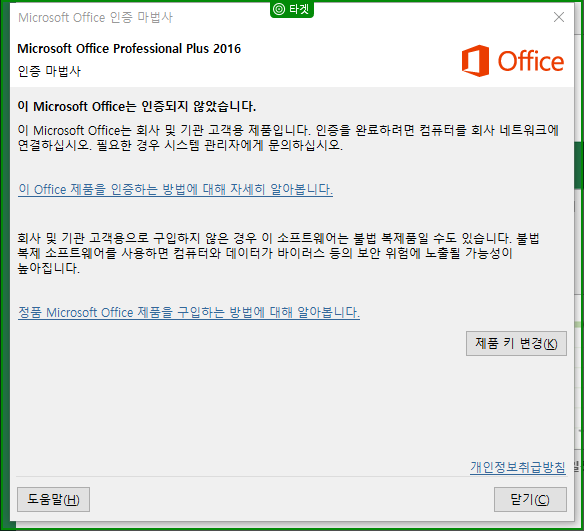 타겟
Microsoft Office 인증 마법사
Microsoft Office Professional Plus 2016
인증 마법사
Office
이 Microsoft Office는 인증되지 않았습니다.
이 Microsoft Office는 회사 및 기관 고객용 제품입니다. 인증을 완료하려면 컴퓨터를 회사 네트워크에
연결하십시오. 필요한 경우 시스템 관리자에게 문의하십시오.
이 Office 제품을 인증하는 방법에 대해 자세히 알아봅니다.
회사 및 기관 고객용으로 구입하지 않은 경우 이 소프트웨어는 불법 복제품일 수도 있습니다. 불법
복제 소프트웨어를 사용하면 컴퓨터와 데이터가 바이러스 등의 보안 위험에 노출될 가능성이
높아집니다.
정품 Microsoft Office 제품을 구입하는 방법에 대해 알아봅니다.
제품 키 변경(K)
개인정보취급방침
도움말(H)
닫기(C)